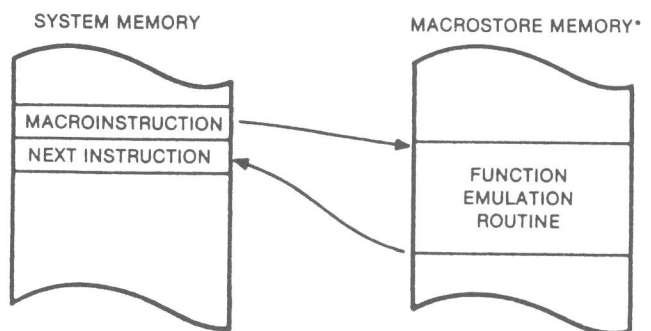 SYSTEM MEMORY
MACROSTORE MEMORY*
MACROINSTRUCTION
NEXT INSTRUCTION
FUNCTION
EMULATION
ROUTINE